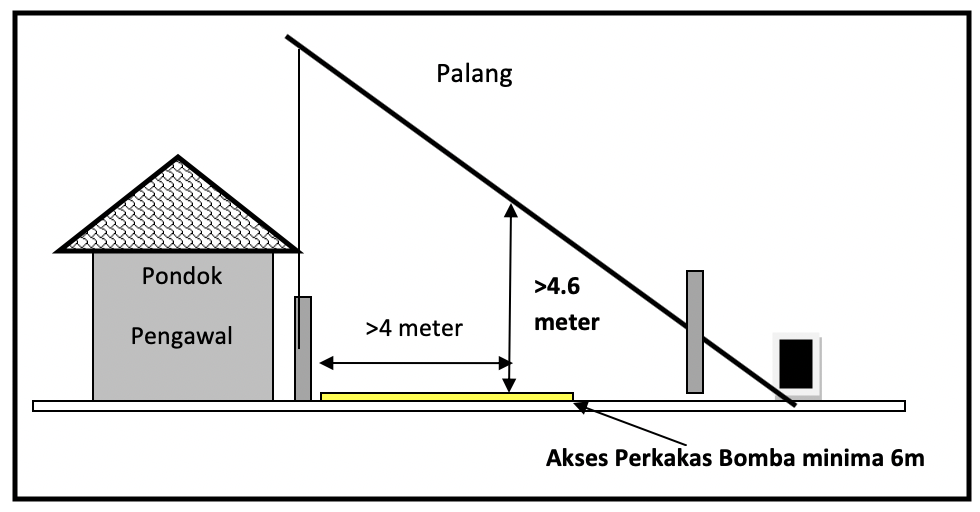 Palang
Pondok
Pengawal
>4 meter
>4.6
meter
Akses Perkakas Bomba minima 6m